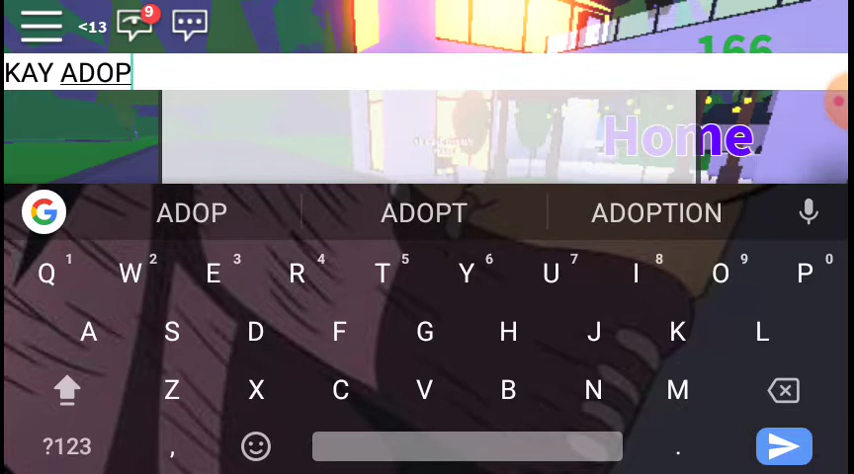 <13 9
166
KAY ADOP
Home
G ADOP ADOPT ADOPTION
Q 1 W 2 E 3 R 4 T 5 Y 6 U 7 I 8 O 9 P 0
A S D F G H J K L
Z X C V B N M
?123 , .